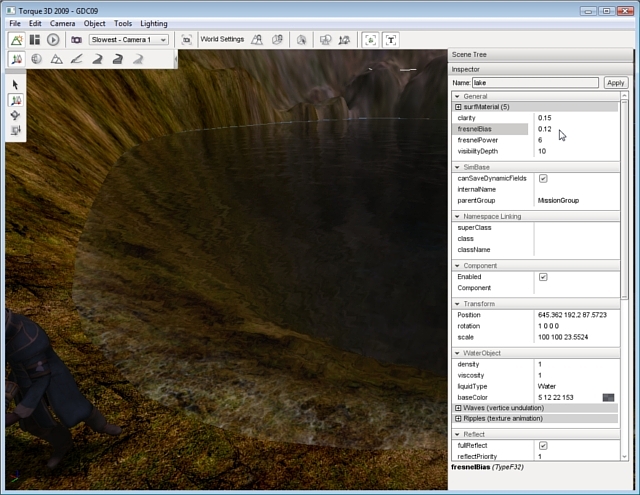 Torque 3D 2009 - GDC09
File Edit Camera Object Tools Lighting
Slowest - Camera 1
World Settings
T
Scene Tree
Inspector
Name: lake Apply
General
surfMaterial (5)
clarity 0.15
fresnelBias 0.12
fresnelPower 6
visibilityDepth 10
SimBase
canSaveDynamicFields
internalName
parentGroup MissionGroup
Namespace Linking
superClass
class
className
Component
Enabled
Component
Transform
Position 645.362 192.2 87.5723
rotation 1 0 0 0
scale 100 100 23.5524
WaterObject
density 1
viscosity 1
liquidType Water
baseColor 5 12 22 153
Waves (vertice undulation)
Ripples (texture animation)
Reflect
fullReflect
reflectPriority 1
fresnelBias (TypeF32)